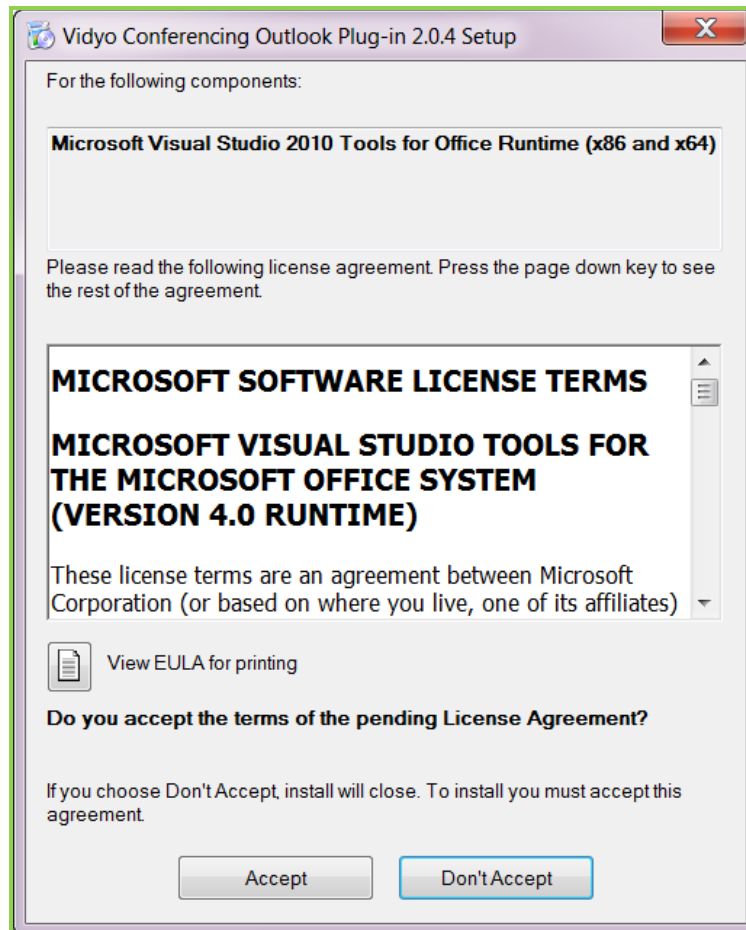 Vidyo Conferencing Outlook Plug-in 2.0.4 Setup
For the following components:
Microsoft Visual Studio 2010 Tools for Office Runtime (x86 and x64)
Please read the following license agreement. Press the page down key to see
the rest of the agreement.
MICROSOFT SOFTWARE LICENSE TERMS
MICROSOFT VISUAL STUDIO TOOLS FOR
THE MICROSOFT OFFICE SYSTEM
(VERSION 4.0 RUNTIME)
These license terms are an agreement between Microsoft
Corporation (or based on where you live, one of its affiliates)
View EULA for printing
Do you accept the terms of the pending License Agreement?
If you choose Don't Accept, install will close. To install you must accept this
agreement.
Accept
Don't Accept